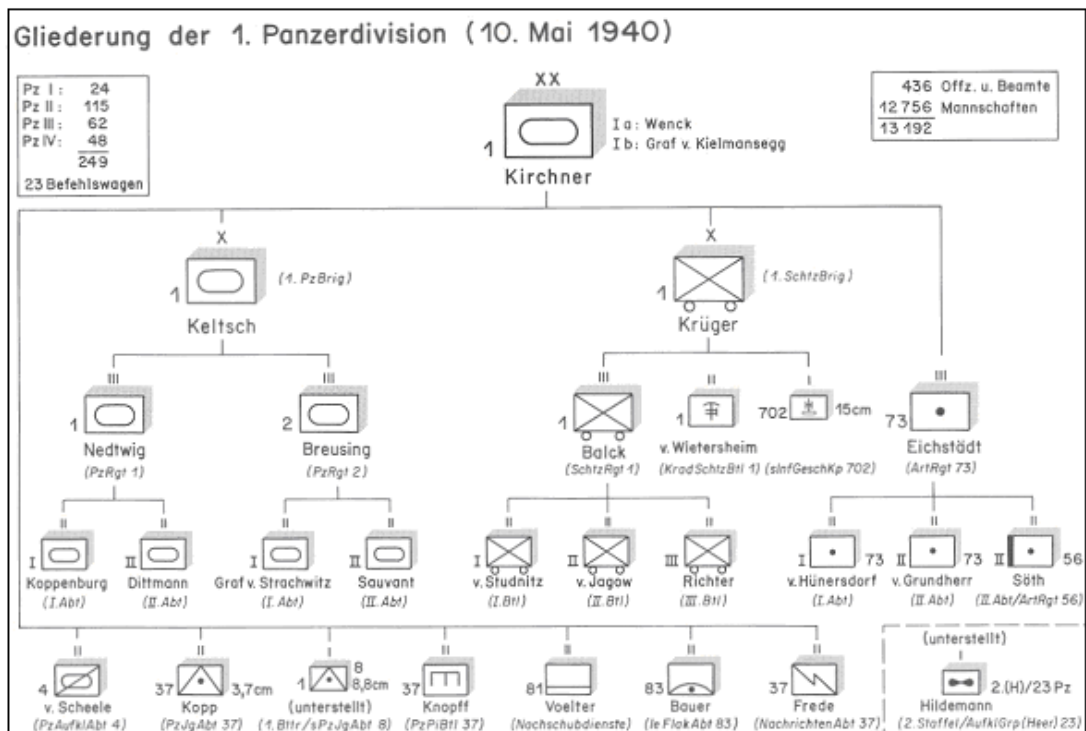 Gliederung der 1. Panzerdivision (10. Mai 1940)
Pz I: 24
Pz II: 115
Pz III: 62
Pz IV: 48
249
23 Befehlswagen
XX
1
Ia: Wenck
Ib: Graf v. Kielmansegg
Kirchner
436 Offz. u. Beamte
12756 Mannschaften
13192
X
1
(1. PzBrig)
Keltsch
X
1
(1. SchtzBrig)
Krüger
III
1
Nedtwig
(PzRgt 1)
III
2
Breusing
(PzRgt 2)
III
1
Balck
(SchtzRgt 1)
II
1
v. Wietersheim
(KradSchtzBtl 1)
I
702
15cm
(sInfGeschKp 702)
III
73
Eichstädt
(ArtRgt 73)
II
I
Koppenburg
(I.Abt)
II
II
Dittmann
(II.Abt)
II
I
Graf v. Strachwitz
(I.Abt)
II
II
Sauvant
(II.Abt)
II
I
v. Studnitz
(I.Btl)
II
II
v. Jagow
(II.Btl)
II
III
Richter
(III.Btl)
II
I
73
v. Hünersdorf
(I.Abt)
II
II
73
v. Grundherr
(II.Abt)
II
II
56
Söth
(II.Abt/ArtRgt 56)
II
4
v. Scheele
(PzAufklAbt 4)
II
37
3,7cm
Kopp
(PzJgAbt 37)
I
1
8
8,8cm
(unterstellt)
(1. Bttr/sPzJgAbt 8)
II
37
Knopff
(PzPiBtl 37)
II
81
Voelter
(Nachschubdienste)
II
83
Bauer
(le FlakAbt 83)
II
37
Frede
(NachrichtenAbt 37)
(unterstellt)
I
2.(H)/23 Pz
Hildemann
(2. Staffel/AufklGrp (Heer) 23)